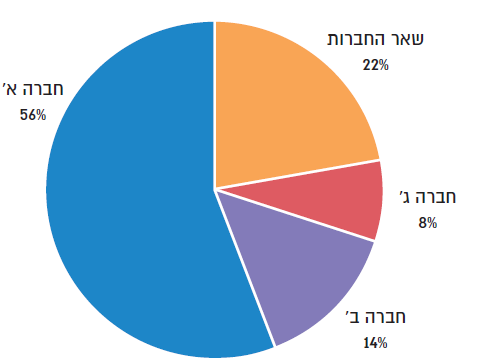 שאר החברות
22%
חברה א׳
56%
חברה ג׳
8%
חברה ב׳
14%